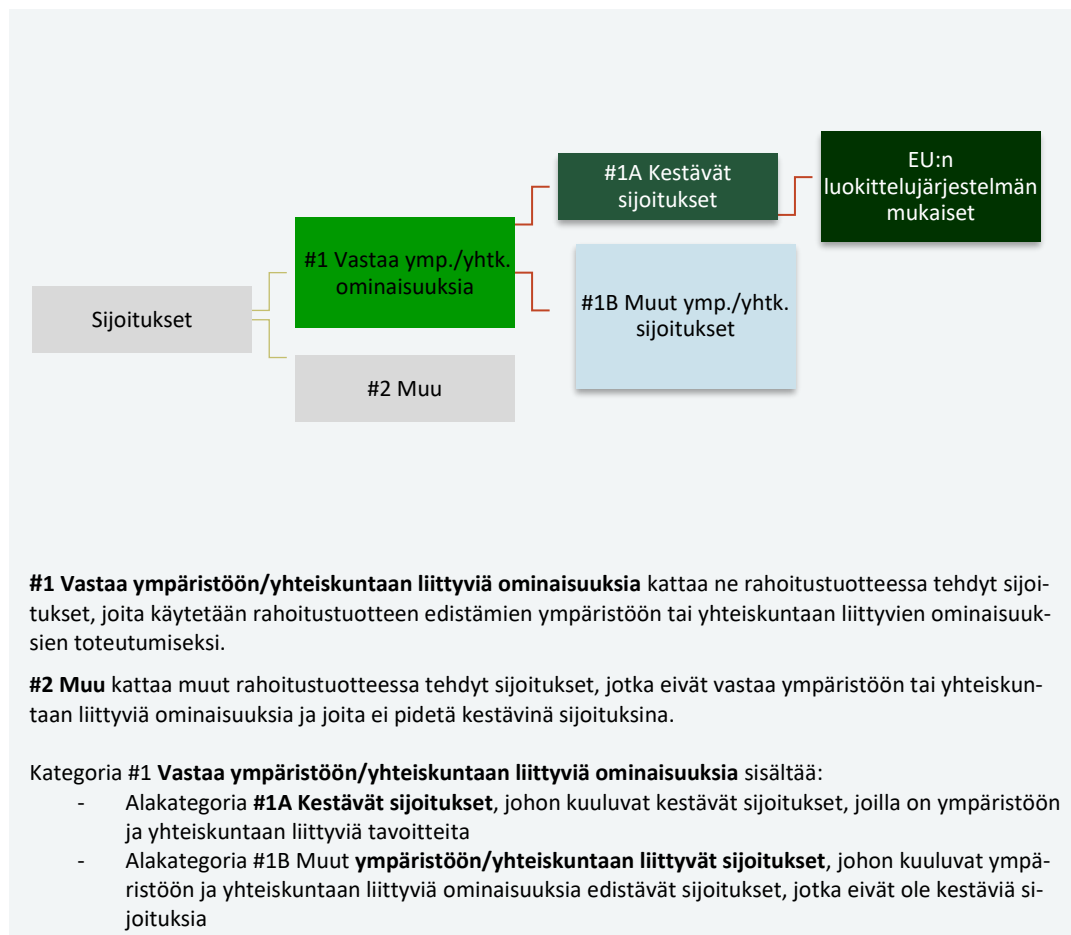 #1A Kestävät
sijoitukset
EU:n
luokittelujärjestelmän
mukaiset
#1 Vastaa ymp./yhtk.
ominaisuuksia
#1B Muut ymp./yhtk.
sijoitukset
Sijoitukset
#2 Muu
#1 Vastaa ympäristöön/yhteiskuntaan liittyviä ominaisuuksia kattaa ne rahoitustuotteessa tehdyt sijoi-
tukset, joita käytetään rahoitustuotteen edistämien ympäristöön tai yhteiskuntaan liittyvien ominaisuuk-
sien toteutumiseksi.
#2 Muu kattaa muut rahoitustuotteessa tehdyt sijoitukset, jotka eivät vastaa ympäristöön tai yhteiskun-
taan liittyviä ominaisuuksia ja joita ei pidetä kestävinä sijoituksina.
Kategoria #1 Vastaa ympäristöön/yhteiskuntaan liittyviä ominaisuuksia sisältää:
- Alakategoria #1A Kestävät sijoitukset, johon kuuluvat kestävät sijoitukset, joilla on ympäristöön
ja yhteiskuntaan liittyviä tavoitteita
- Alakategoria #1B Muut ympäristöön/yhteiskuntaan liittyvät sijoitukset, johon kuuluvat ympä-
ristöön ja yhteiskuntaan liittyviä ominaisuuksia edistävät sijoitukset, jotka eivät ole kestäviä si-
joituksia